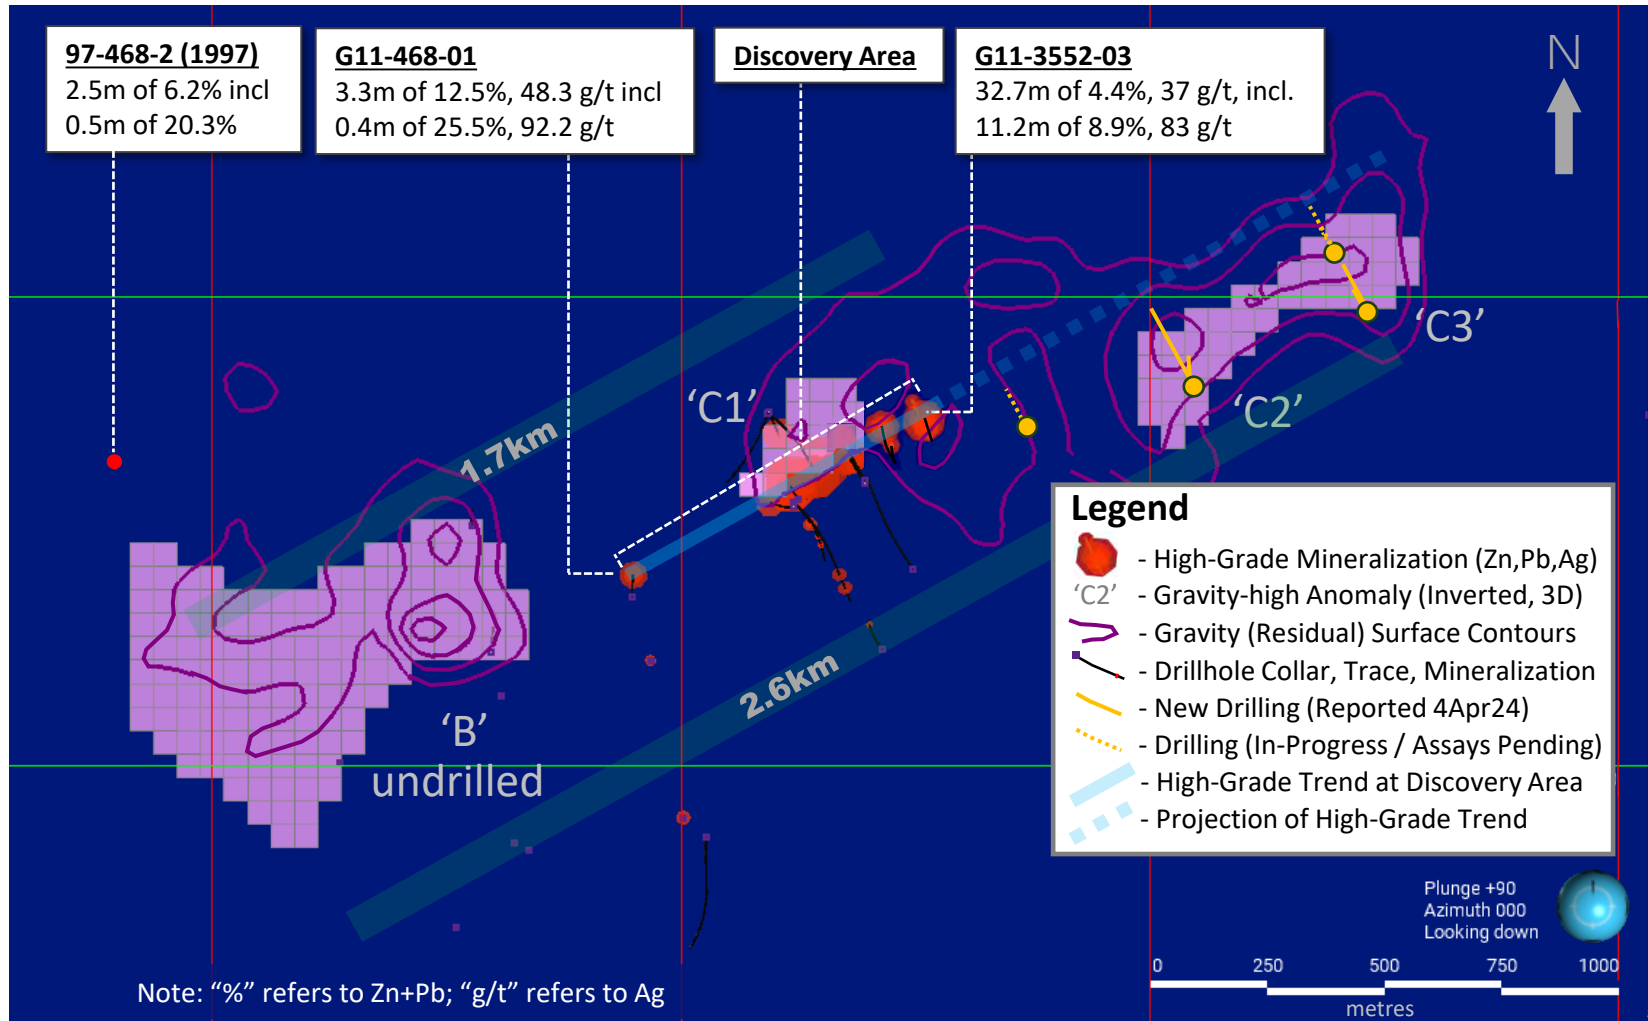 97-468-2 (1997)
2.5m of 6.2% incl
0.5m of 20.3%
G11-468-01
3.3m of 12.5%, 48.3 g/t incl
0.4m of 25.5%, 92.2 g/t
Discovery Area
G11-3552-03
32.7m of 4.4%, 37 g/t, incl.
11.2m of 8.9%, 83 g/t
N
‘C3’
‘C1’
‘C2’
1.7km
2.6km
‘B’
undrilled
Legend
- High-Grade Mineralization (Zn,Pb,Ag)
‘C2’ - Gravity-high Anomaly (Inverted, 3D)
- Gravity (Residual) Surface Contours
- Drillhole Collar, Trace, Mineralization
- New Drilling (Reported 4Apr24)
- Drilling (In-Progress / Assays Pending)
- High-Grade Trend at Discovery Area
- Projection of High-Grade Trend
Plunge +90
Azimuth 000
Looking down
0 250 500 750 1000
metres
Note: “%” refers to Zn+Pb; “g/t” refers to Ag